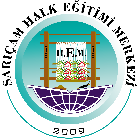 SARIÇAM HALK EĞİTİMİ MERKEZİ
H.E.M.
2009